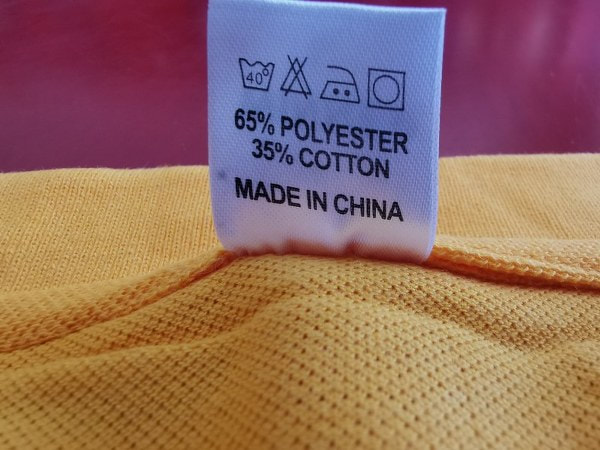 40°
65% POLYESTER
35% COTTON
MADE IN CHINA